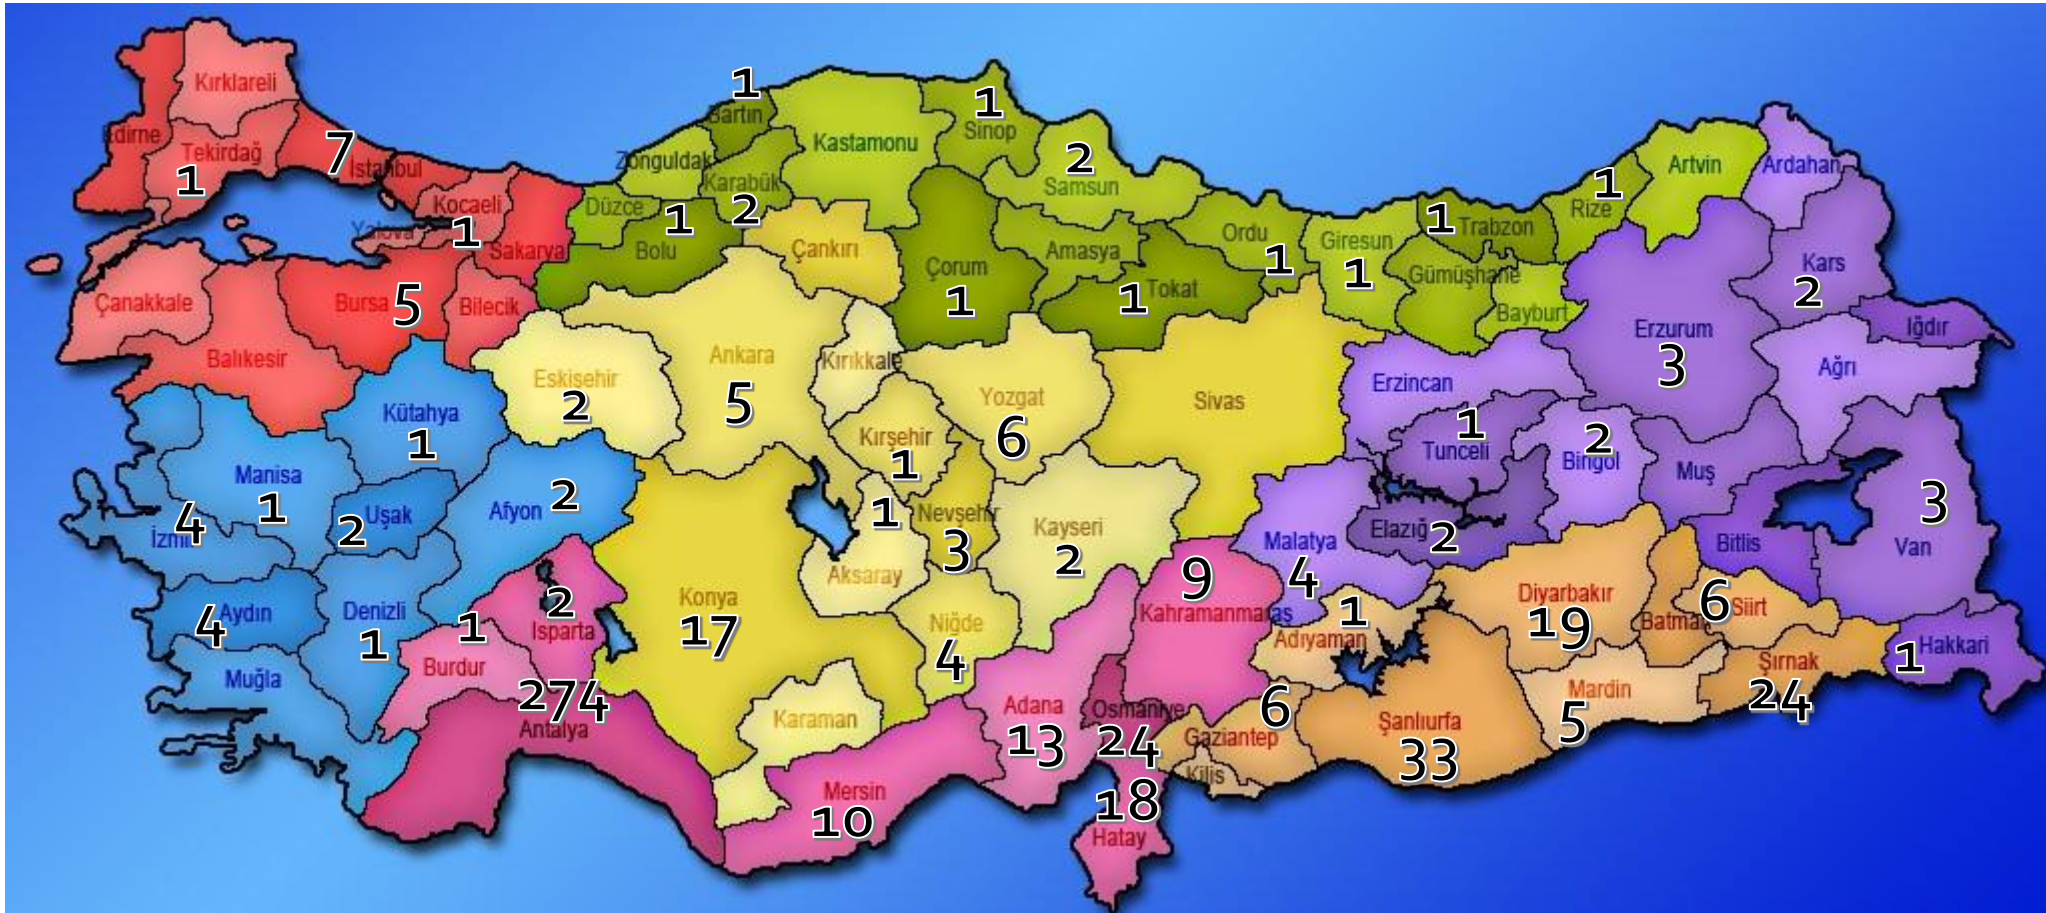 Kırklareli
Edirne
Tekirdağ
1
7
İstanbul
Kocaeli
1
Yalova
Sakarya
Çanakkale
Bursa
5
Bilecik
Balıkesir
1
Bartın
Zonguldak
Karabük
2
Düzce
1
Bolu
Kastamonu
1
Sinop
2
Samsun
Çankırı
Çorum
1
Amasya
1
Tokat
Ordu
1
Giresun
1
1
Trabzon
Gümüşhane
Bayburt
1
Rize
Artvin
Ardahan
Kars
2
Iğdır
Ağrı
Erzurum
3
Erzincan
1
Tunceli
2
Bingöl
Muş
Elazığ
2
Malatya
4
Bitlis
3
Van
1
Hakkari
Eskişehir
2
Ankara
5
Kırıkkale
Yozgat
6
Sivas
Kırşehir
1
1
Aksaray
Nevşehir
3
Kayseri
2
Niğde
4
Konya
17
Karaman
Kütahya
1
Manisa
1
4
İzmir
2
Uşak
Afyon
2
4
Aydın
Denizli
1
Muğla
2
Isparta
1
Burdur
274
Antalya
Mersin
10
Adana
13
Osmaniye
24
18
Hatay
9
Kahramanmaraş
1
Adıyaman
6
Gaziantep
Kilis
Şanlıurfa
33
Diyarbakır
19
Batman
6
Siirt
Mardin
5
Şırnak
24